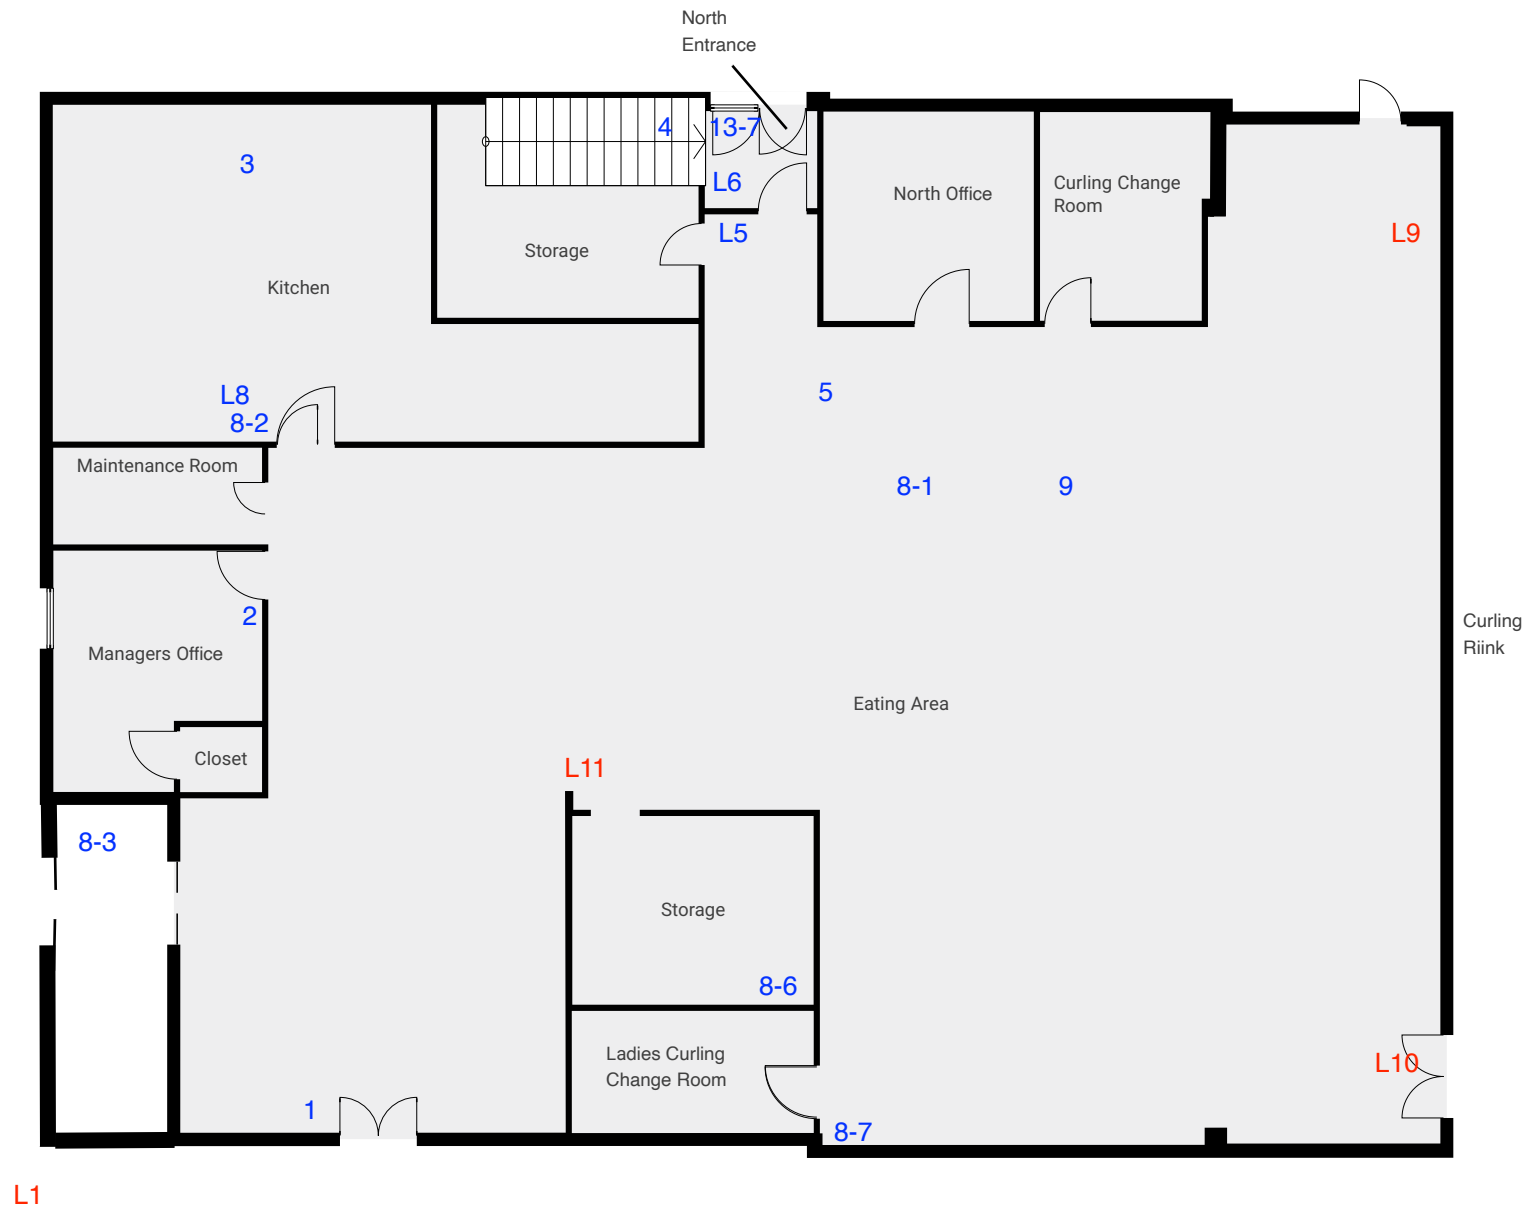 North
Entrance
4
13-7
3
L6
Curling Change
Room
North Office
L5
L9
Storage
Kitchen
L8
5
8-2
Maintenance Room
8-1
9
2
Managers Office
Curling
Riink
Eating Area
Closet
L11
8-3
Storage
8-6
Ladies Curling
Change Room
L10
1
8-7
L1